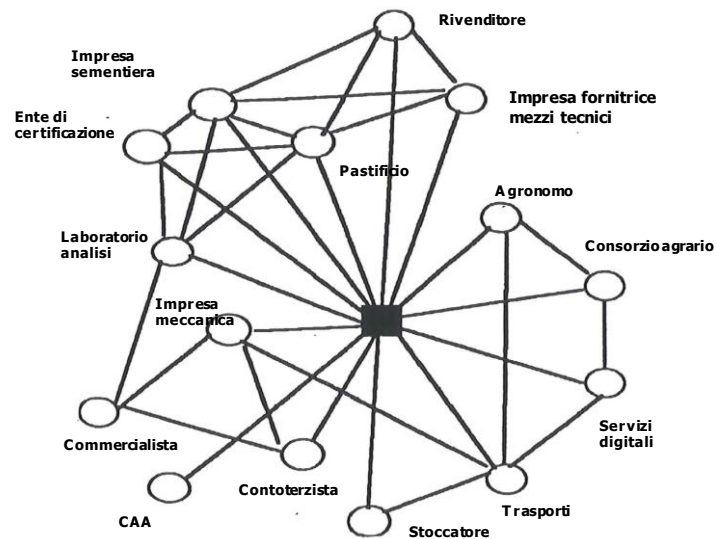 Rivenditore
Impresa
sementiera
Impresa fornitrice
mezzi tecnici
Ente di
certificazione
Pastificio
Agronomo
Laboratorio
analisi
Consorzio agrario
Impresa
meccanica
Commercialista
Servizi
digitali
Contoterzista
CAA
Trasporti
Stoccatore